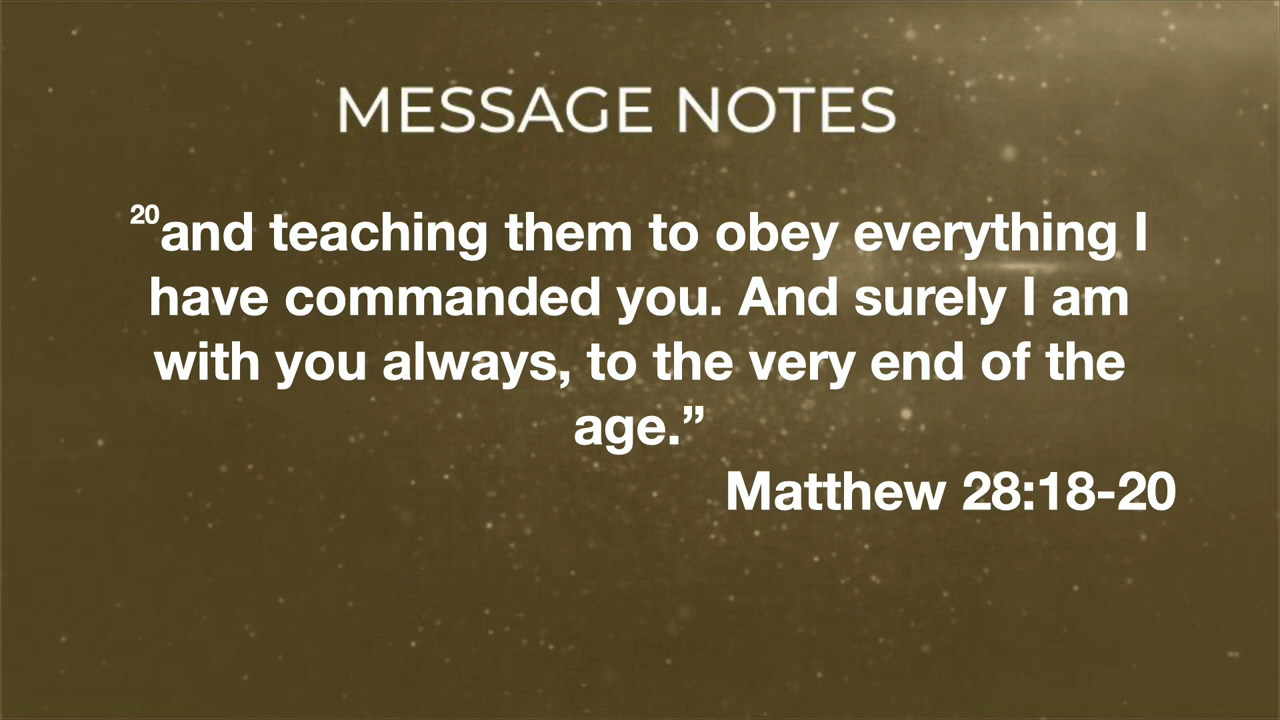 MESSAGE NOTES
20and teaching them to obey everything I
have commanded you. And surely I am
with you always, to the very end of the
age.”
Matthew 28:18-20